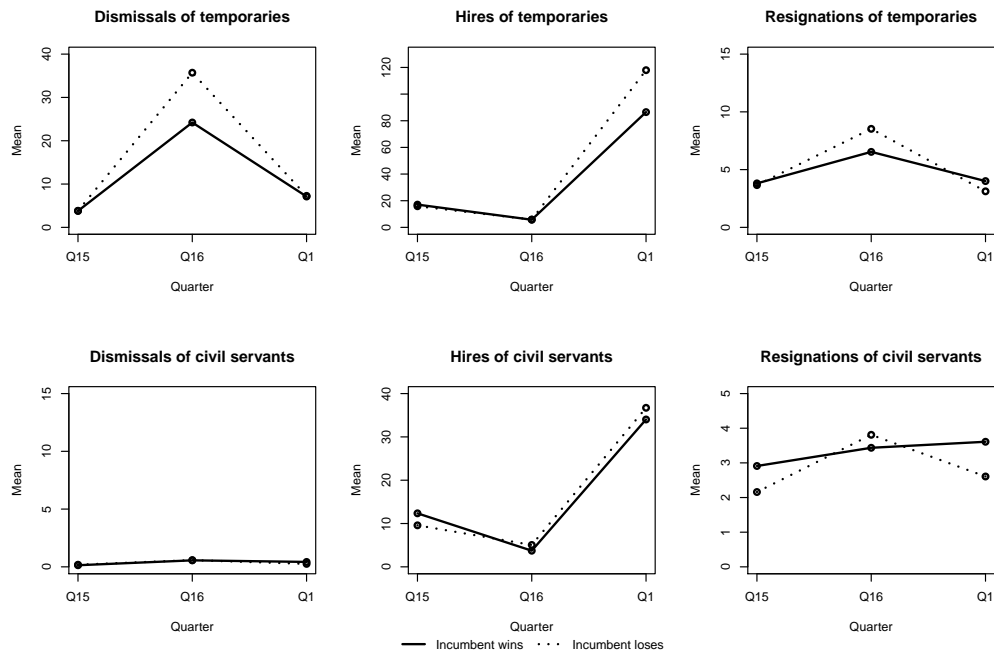 Dismissals of temporaries
Mean
0
10
20
30
40
Q15
Q16
Q1
Quarter
Hires of temporaries
Mean
0
20
40
60
80
120
Q15
Q16
Q1
Quarter
Resignations of temporaries
Mean
0
5
10
15
Q15
Q16
Q1
Quarter
Dismissals of civil servants
Mean
0
5
10
15
Q15
Q16
Q1
Quarter
Hires of civil servants
Mean
0
10
20
30
40
Q15
Q16
Q1
Quarter
Resignations of civil servants
Mean
0
1
2
3
4
5
Q15
Q16
Q1
Quarter
Incumbent wins
Incumbent loses